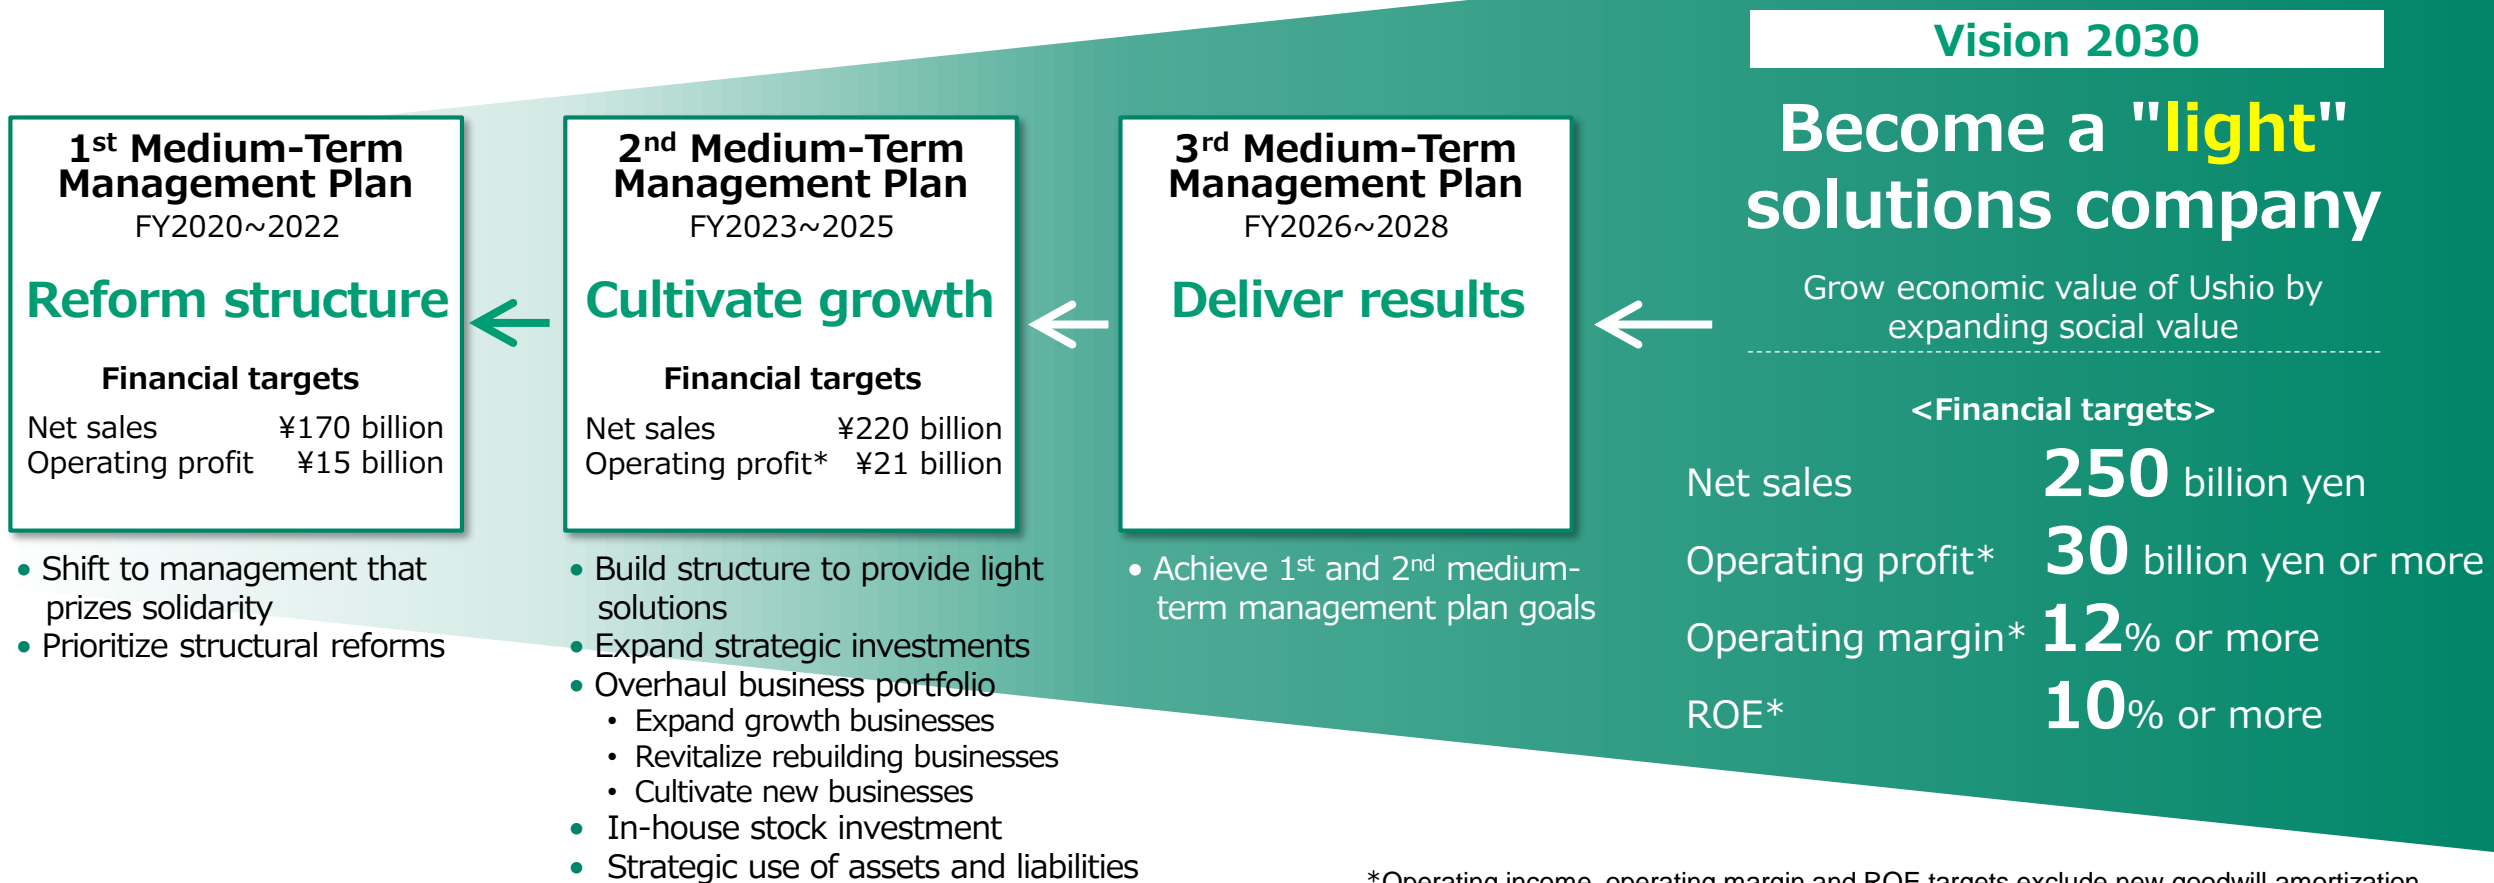 1st Medium-Term
Management Plan
FY2020~2022
Reform structure
Financial targets
Net sales ¥170 billion
Operating profit ¥15 billion
• Shift to management that
prizes solidarity
• Prioritize structural reforms
2nd Medium-Term
Management Plan
FY2023~2025
Cultivate growth
Financial targets
Net sales ¥220 billion
Operating profit* ¥21 billion
• Build structure to provide light
solutions
• Expand strategic investments
• Overhaul business portfolio
• Expand growth businesses
• Revitalize rebuilding businesses
• Cultivate new businesses
• In-house stock investment
• Strategic use of assets and liabilities
3rd Medium-Term
Management Plan
FY2026~2028
Deliver results
• Achieve 1st and 2nd medium-
term management plan goals
Vision 2030
Become a "light"
solutions company
Grow economic value of Ushio by
expanding social value
<Financial targets>
Net sales 250 billion yen
Operating profit* 30 billion yen or more
Operating margin* 12% or more
ROE* 10% or more
*Operating income, operating margin and ROE targets exclude new goodwill amortization